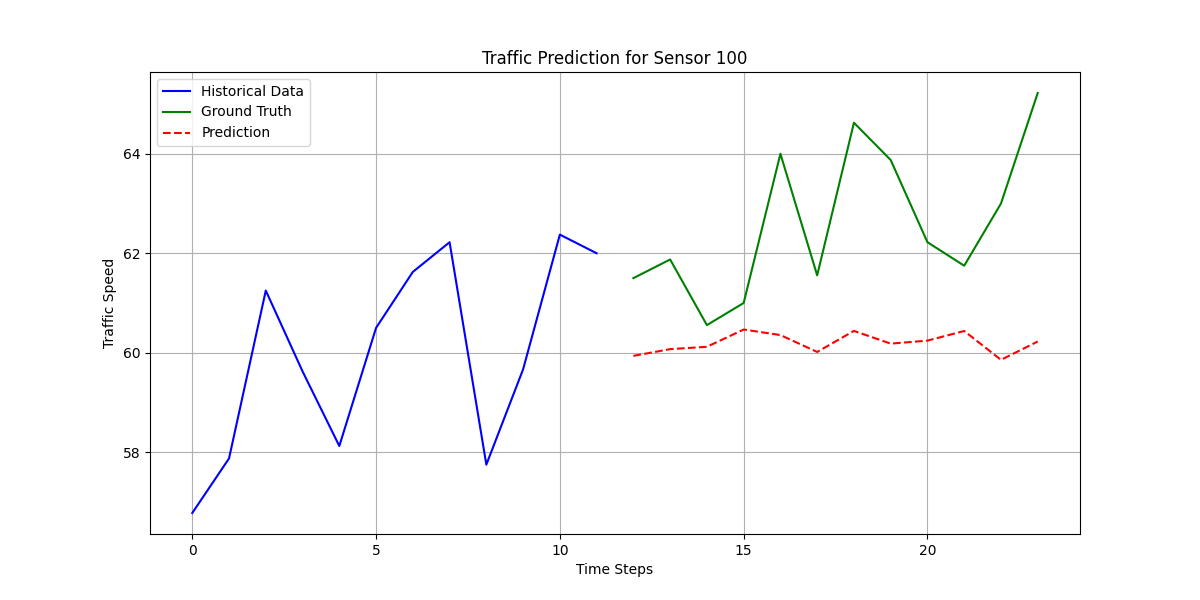 Traffic Prediction for Sensor 100
Historical Data
Ground Truth
Prediction
Traffic Speed
64
62
60
58
0 5 10 15 20
Time Steps